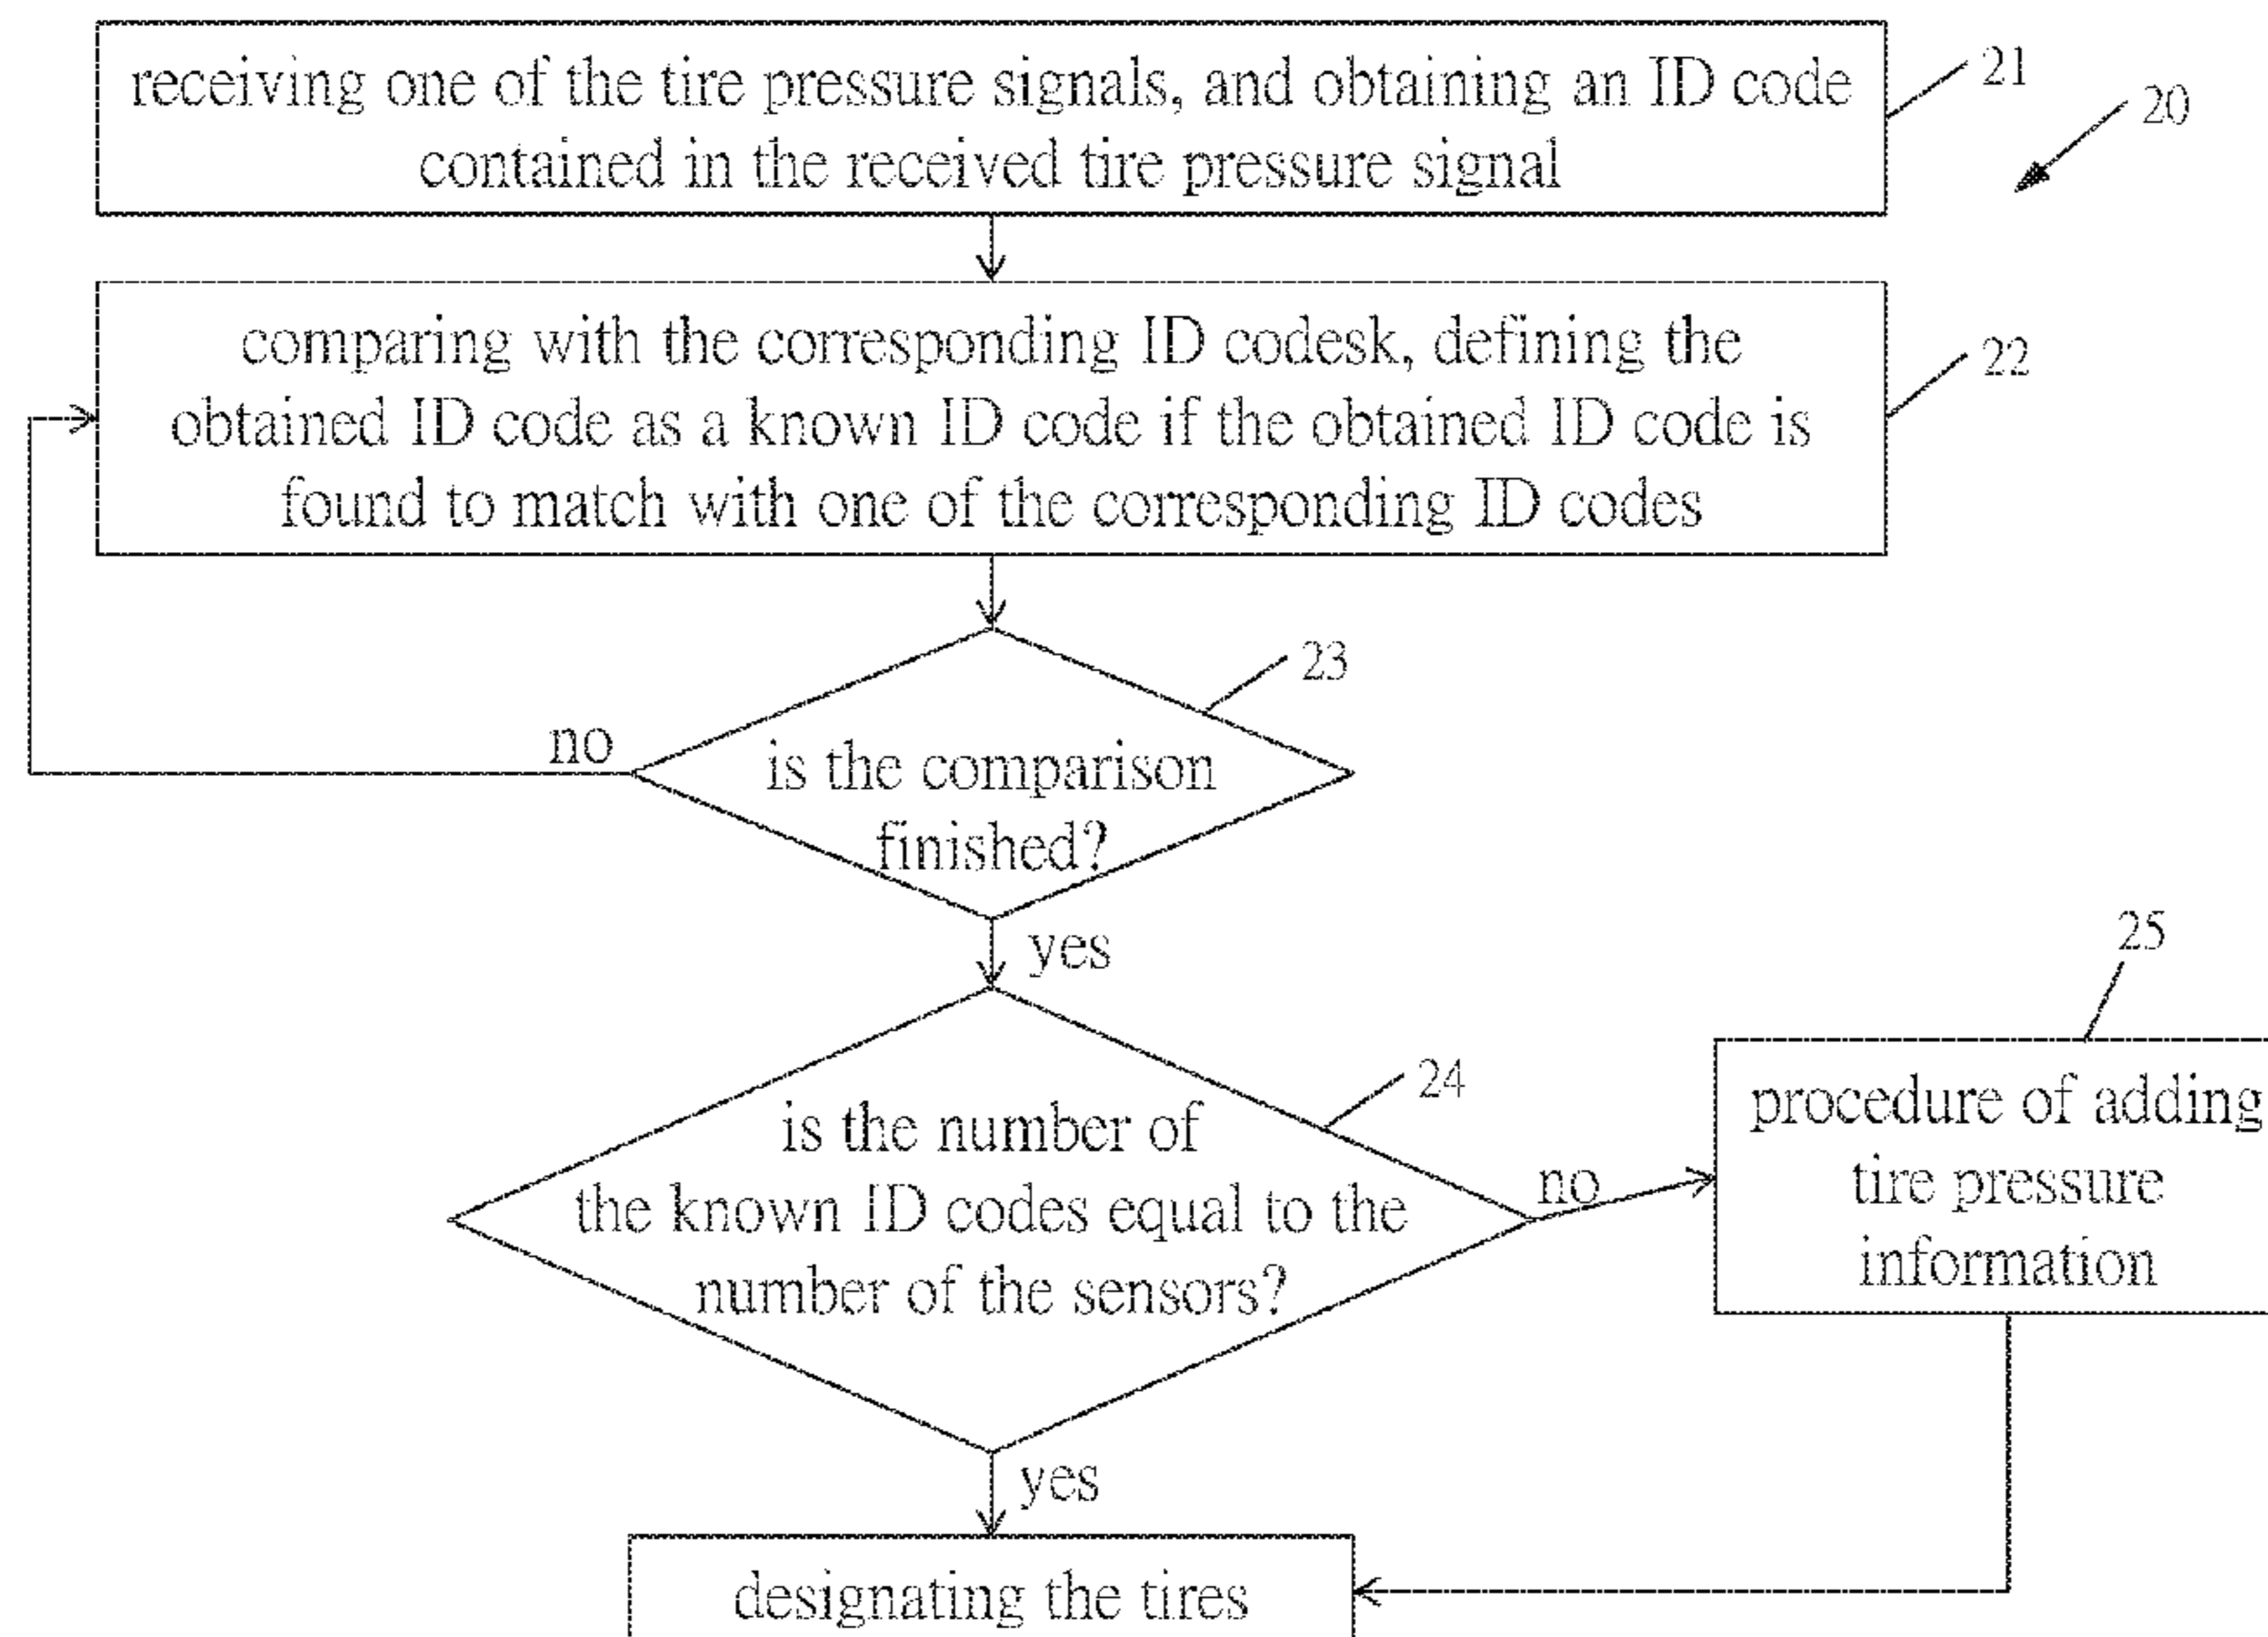 receiving one of the tire pressure signals, and obtaining an ID code
contained in the received tire pressure signal
21
20
comparing with the corresponding ID codesk, defining the
obtained ID code as a known ID code if the obtained ID code is
found to match with one of the corresponding ID codes
22
23
no
is the comparison
finished?
yes
25
24
is the number of
the known ID codes equal to the
number of the sensors?
no
procedure of adding
tire pressure
information
yes
designating the tires